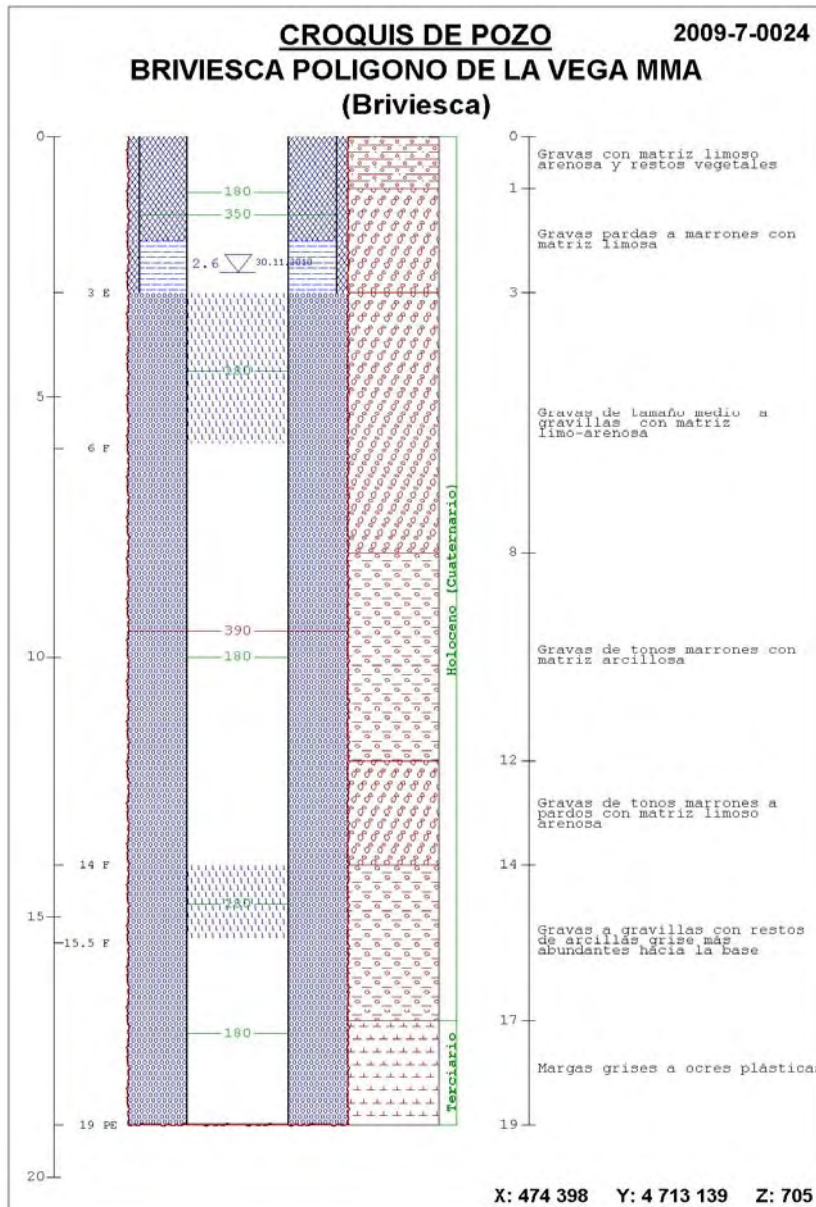 CROQUIS DE POZO
2009-7-0024
BRIVIESCA POLIGONO DE LA VEGA MMA
(Briviesca)
0
3 E
5
6 F
10
14 F
15
15.5 F
19 PE
20
180
350
2.6
30.11.2010
180
390
180
180
180
Holoceno (Cuaternario)
Terciario
0
Gravas con matriz limoso
arenosa y restos vegetales
1
Gravas pardas a marrones con
matriz limosa
3
Gravas de tamaño medio a
gravillas con matriz
limo-arenosa
8
Gravas de tonos marrones con
matriz arcillosa
12
Gravas de tonos marrones a
pardos con matriz limoso
arenosa
14
Gravas a gravillas con restos
de arcillas grise más
abundantes hacia la base
17
Margas grises a ocres plástica
19
X: 474 398 Y: 4 713 139 Z: 705